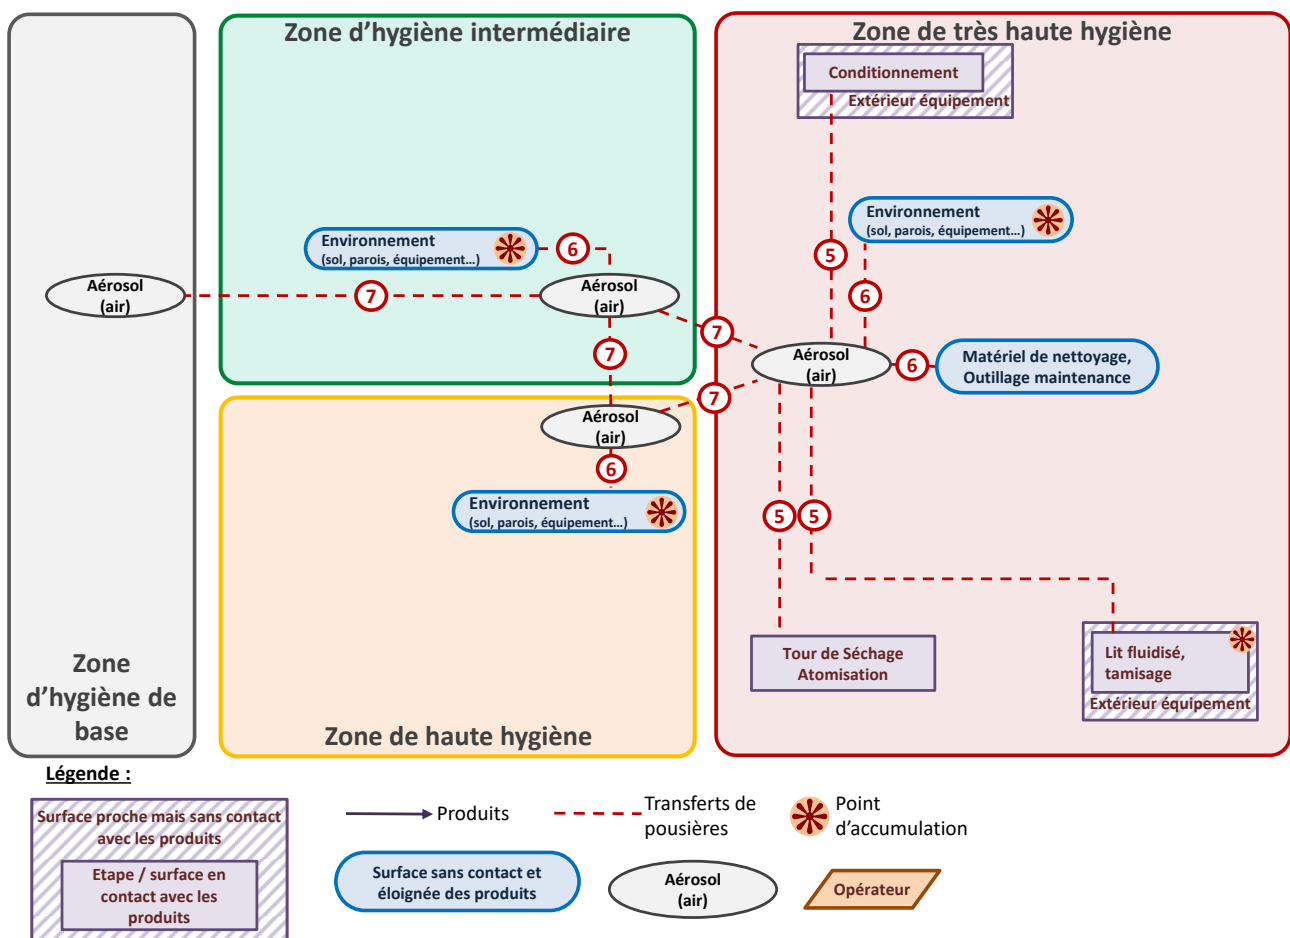 Zone d’hygiène intermédiaire
Zone de très haute hygiène
Conditionnement
Extérieur équipement
Environnement
(sol, parois, équipement…)
6
Environnement
(sol, parois, équipement…)
5
6
Aérosol
(air)
7
Aérosol
(air)
7
7
Aérosol
(air)
6
Matériel de nettoyage,
Outillage maintenance
7
Aérosol
(air)
6
Environnement
(sol, parois, équipement…)
5
5
Tour de Séchage
Atomisation
Lit fluidisé,
tamisage
Extérieur équipement
Zone
d’hygiène de
base
Zone de haute hygiène
Légende :
Surface proche mais sans contact
avec les produits
Etape / surface en
contact avec les
produits
Produits
Transferts de
pousières
Point
d’accumulation
Surface sans contact et
éloignée des produits
Aérosol
(air)
Opérateur